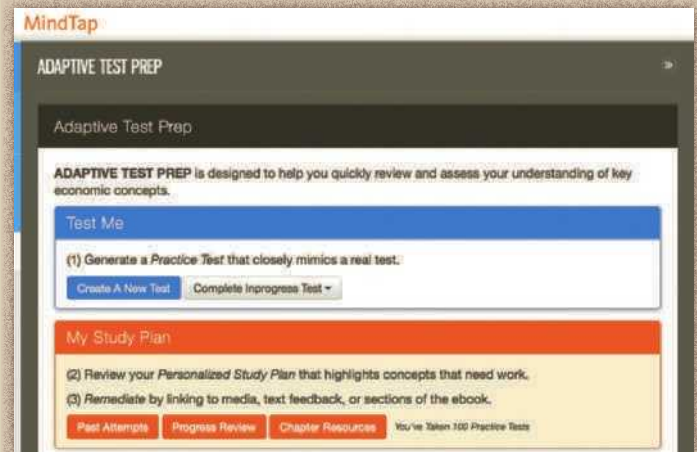 MindTap
ADAPTIVE TEST PREP »
Adaptive Test Prep
ADAPTIVE TEST PREP is designed to help you quickly review and assess your understanding of key
economic concepts.
Test Me
(1) Generate a Practice Test that closely mimics a real test.
Create A New Test Complete Inprogress Test
My Study Plan
(2) Review your Personalized Study Plan that highlights concepts that need work.
(3) Remediate by linking to media, text feedback, or sections of the ebook.
Past Attempts Progress Review Chapter Resources You've Taken 100 Practice Tests